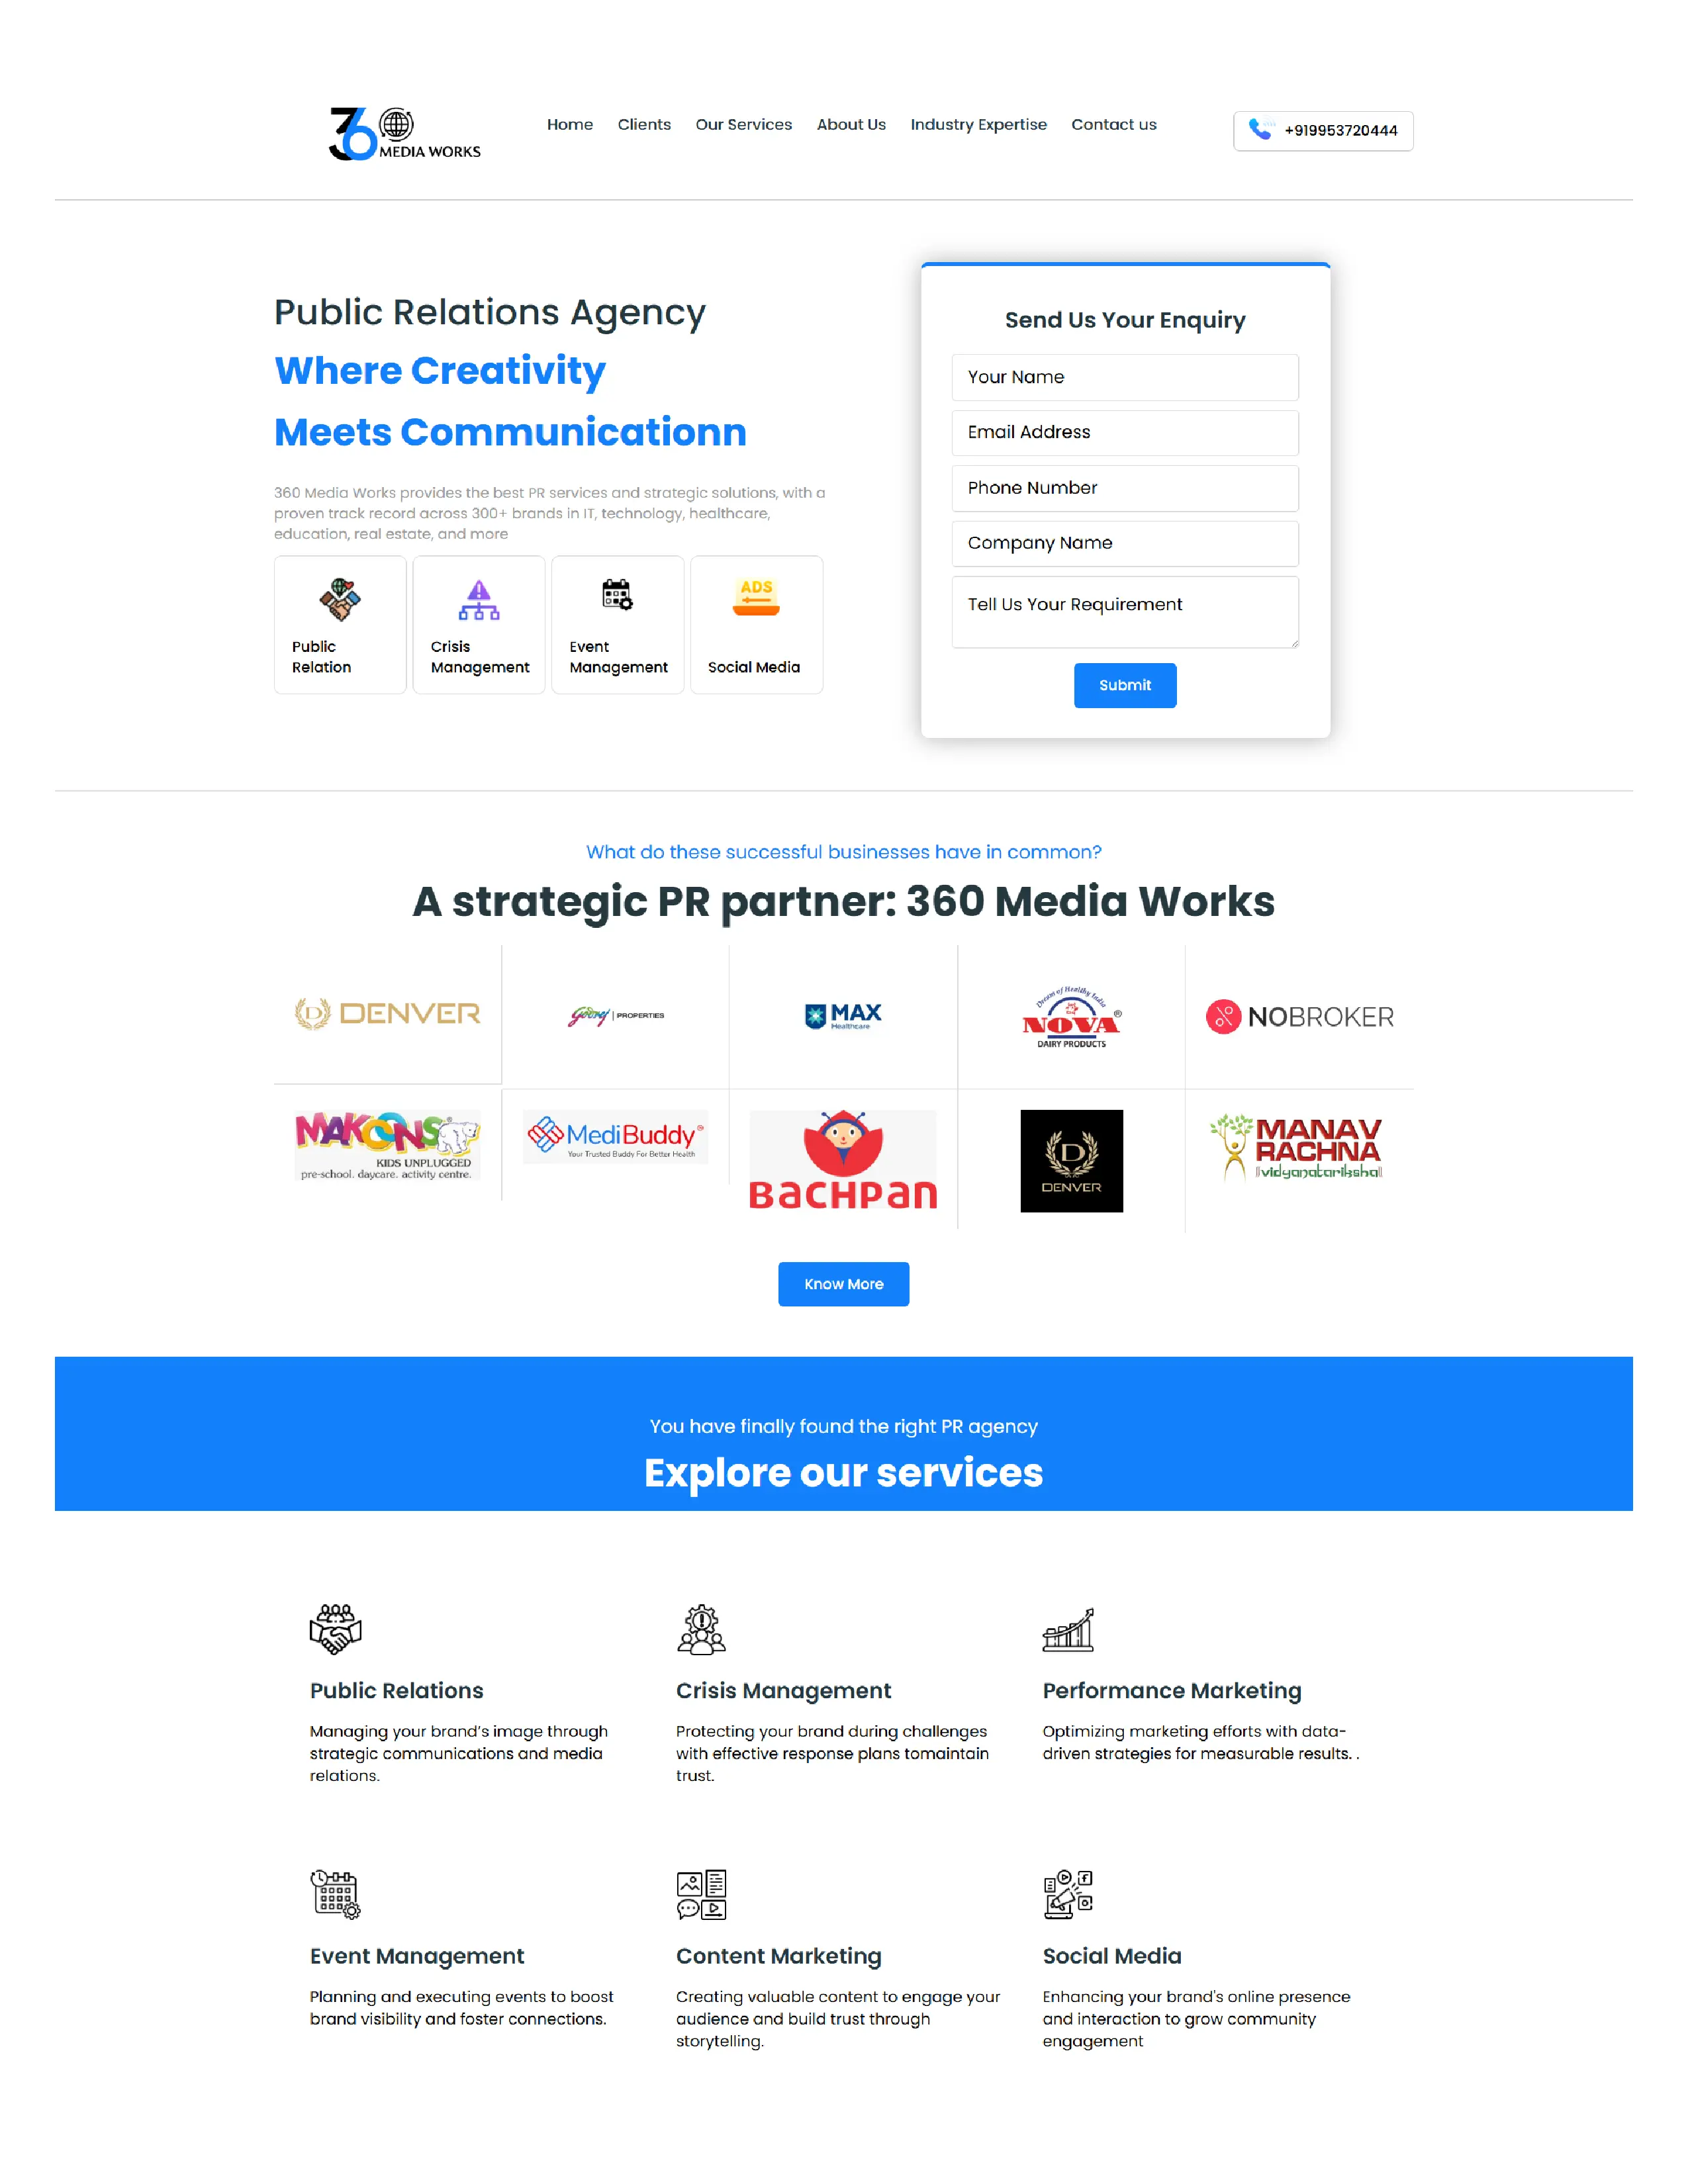 360
MEDIA WORKS
Home Clients Our Services About Us Industry Expertise Contact us
+919953720444
Public Relations Agency
Where Creativity
Meets Communicationn
360 Media Works provides the best PR services and strategic solutions, with a
proven track record across 300+ brands in IT, technology, healthcare,
education, real estate, and more
Public
Relation
Crisis
Management
Event
Management
ADS
Social Media
Send Us Your Enquiry
Your Name
Email Address
Phone Number
Company Name
Tell Us Your Requirement
Submit
What do these successful businesses have in common?
A strategic PR partner: 360 Media Works
D DENVER
Godrej | PROPERTIES
MAX
Healthcare
Dream of Healthy India
NOVA®
DAIRY PRODUCTS
NOBROKER
MAKOONS®
KIDS UNPLUGGED
pre-school. daycare. activity centre.
MediBuddy
Your Trusted Buddy For Better Health
BACHPan
D
DENVER
MANAV
RACHNA
vidyanatariksha
Know More
You have finally found the right PR agency
Explore our services
Public Relations
Managing your brand's image through
strategic communications and media
relations.
Crisis Management
Protecting your brand during challenges
with effective response plans tomaintain
trust.
Performance Marketing
Optimizing marketing efforts with data-
driven strategies for measurable results. .
Event Management
Planning and executing events to boost
brand visibility and foster connections.
Content Marketing
Creating valuable content to engage your
audience and build trust through
storytelling.
Social Media
Enhancing your brand's online presence
and interaction to grow community
engagement